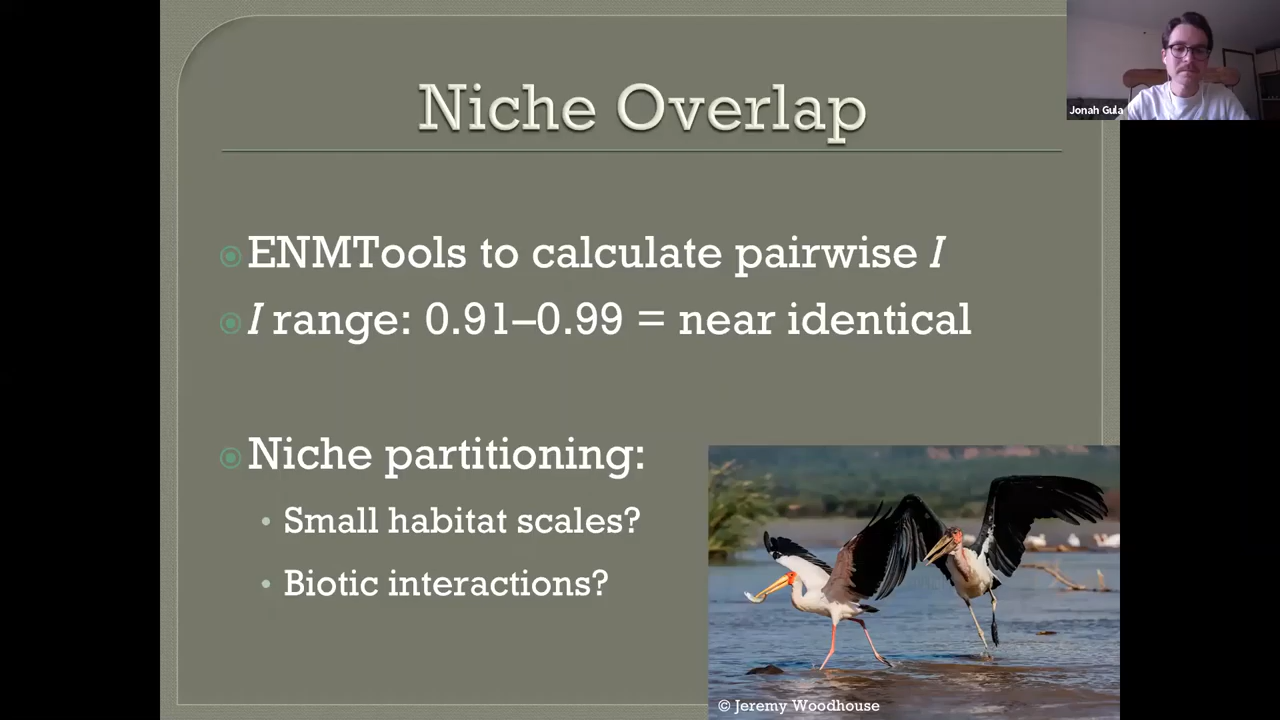 Niche Overlap
Jonah Gula
ENMTools to calculate pairwise I
I range: 0.91–0.99 = near identical
Niche partitioning:
• Small habitat scales?
• Biotic interactions?
© Jeremy Woodhouse